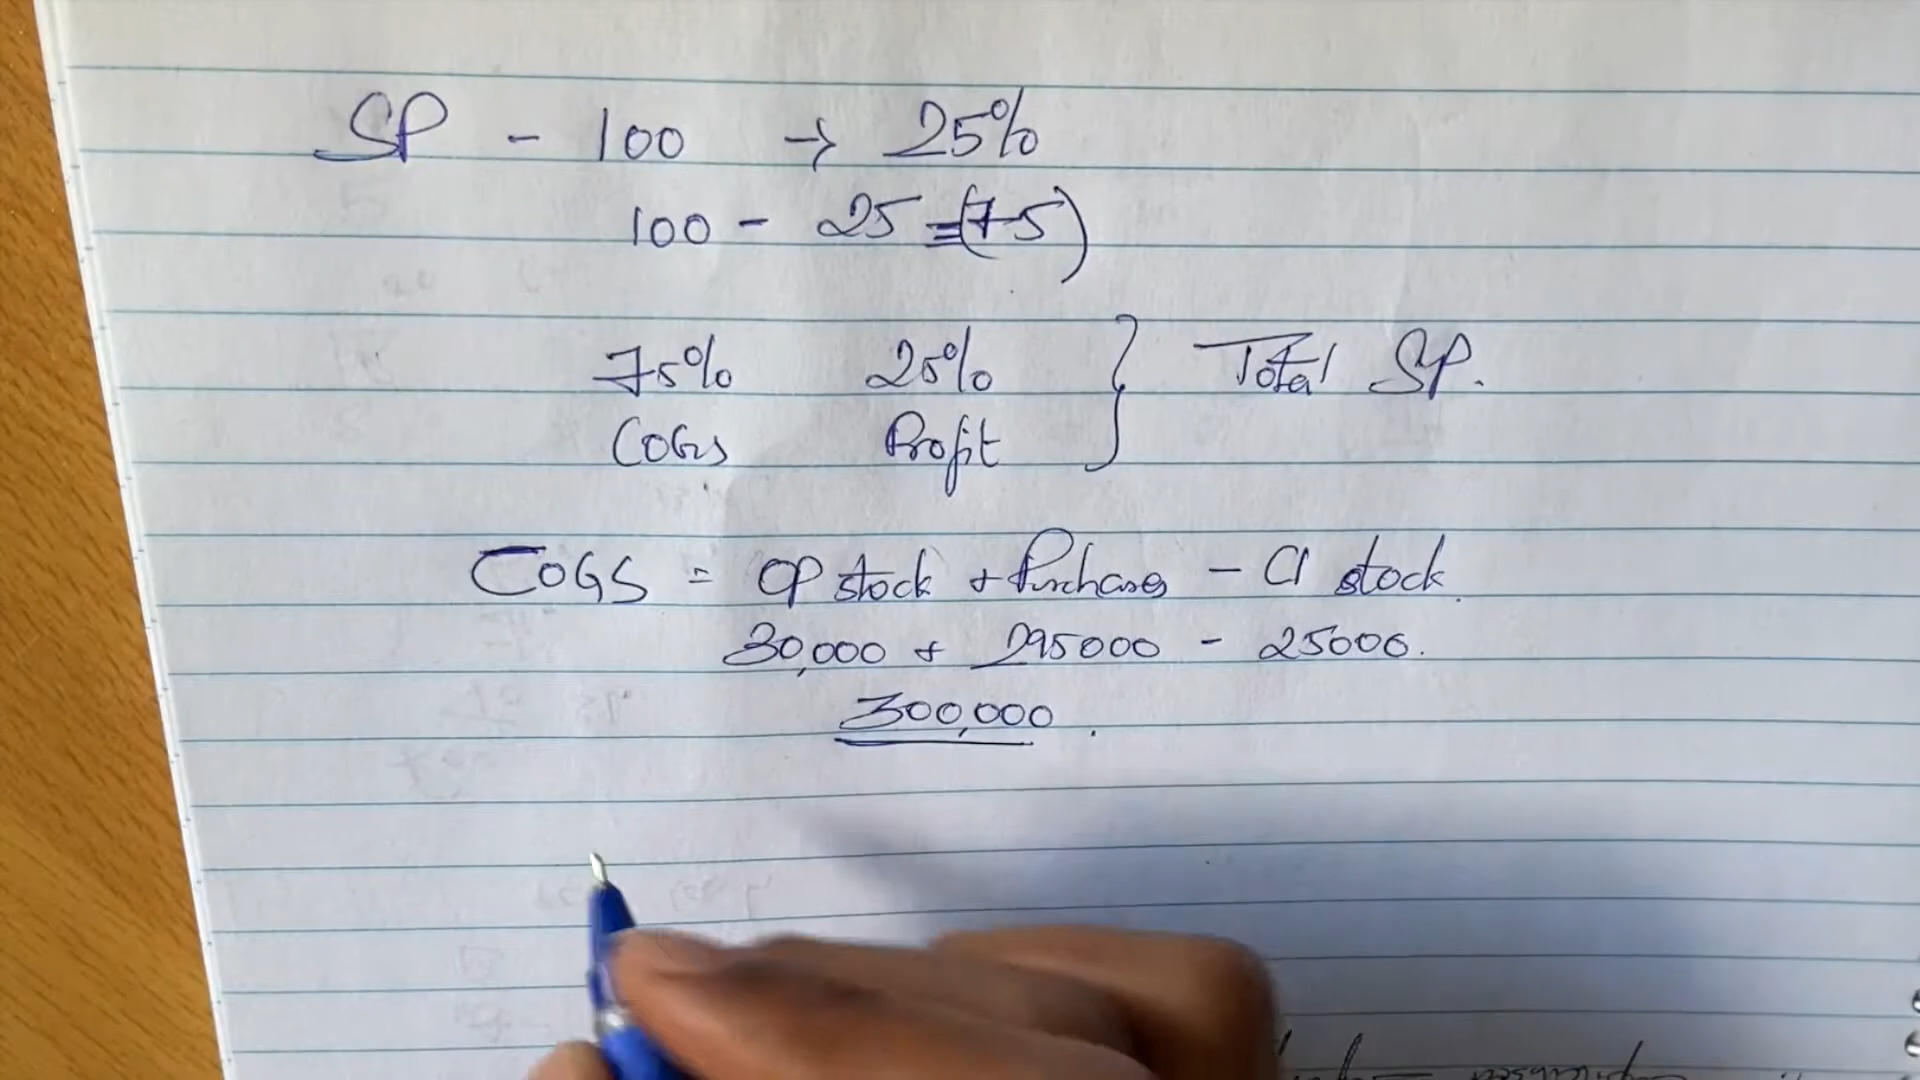 SP - 100 → 25%
100 - 25 = (75)
75% 25% } Total SP.
COGS Profit
COGS = OP stock + Purchases - Cl stock.
30,000 + 295000 - 25000.
300,000.